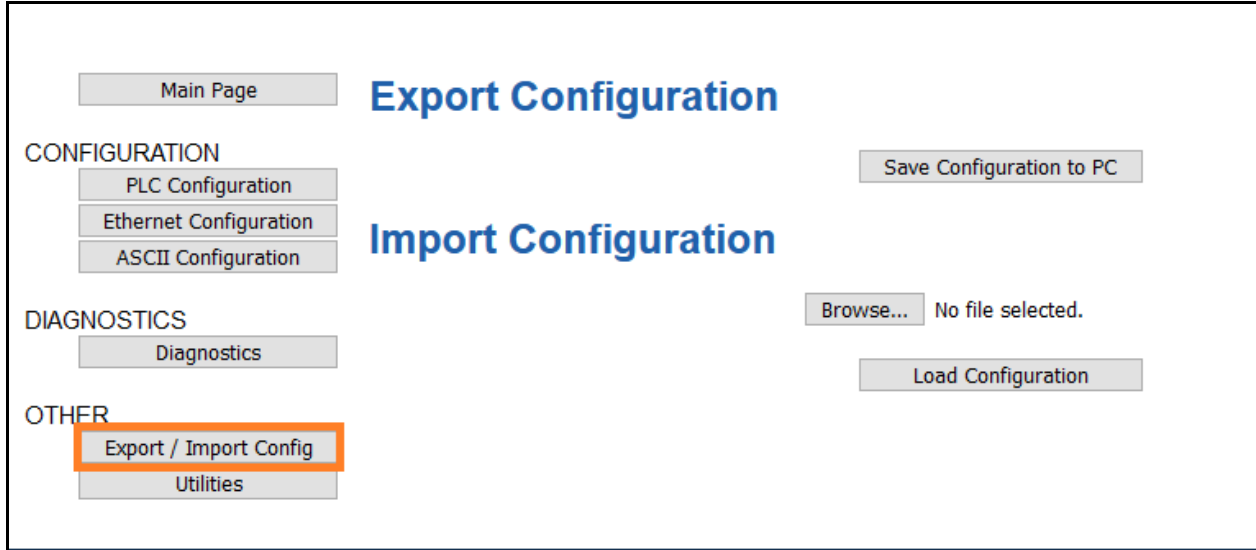 Main Page
CONFIGURATION
PLC Configuration
Ethernet Configuration
ASCII Configuration
DIAGNOSTICS
Diagnostics
OTHER
Export / Import Config
Utilities
Export Configuration
Save Configuration to PC
Import Configuration
Browse... No file selected.
Load Configuration